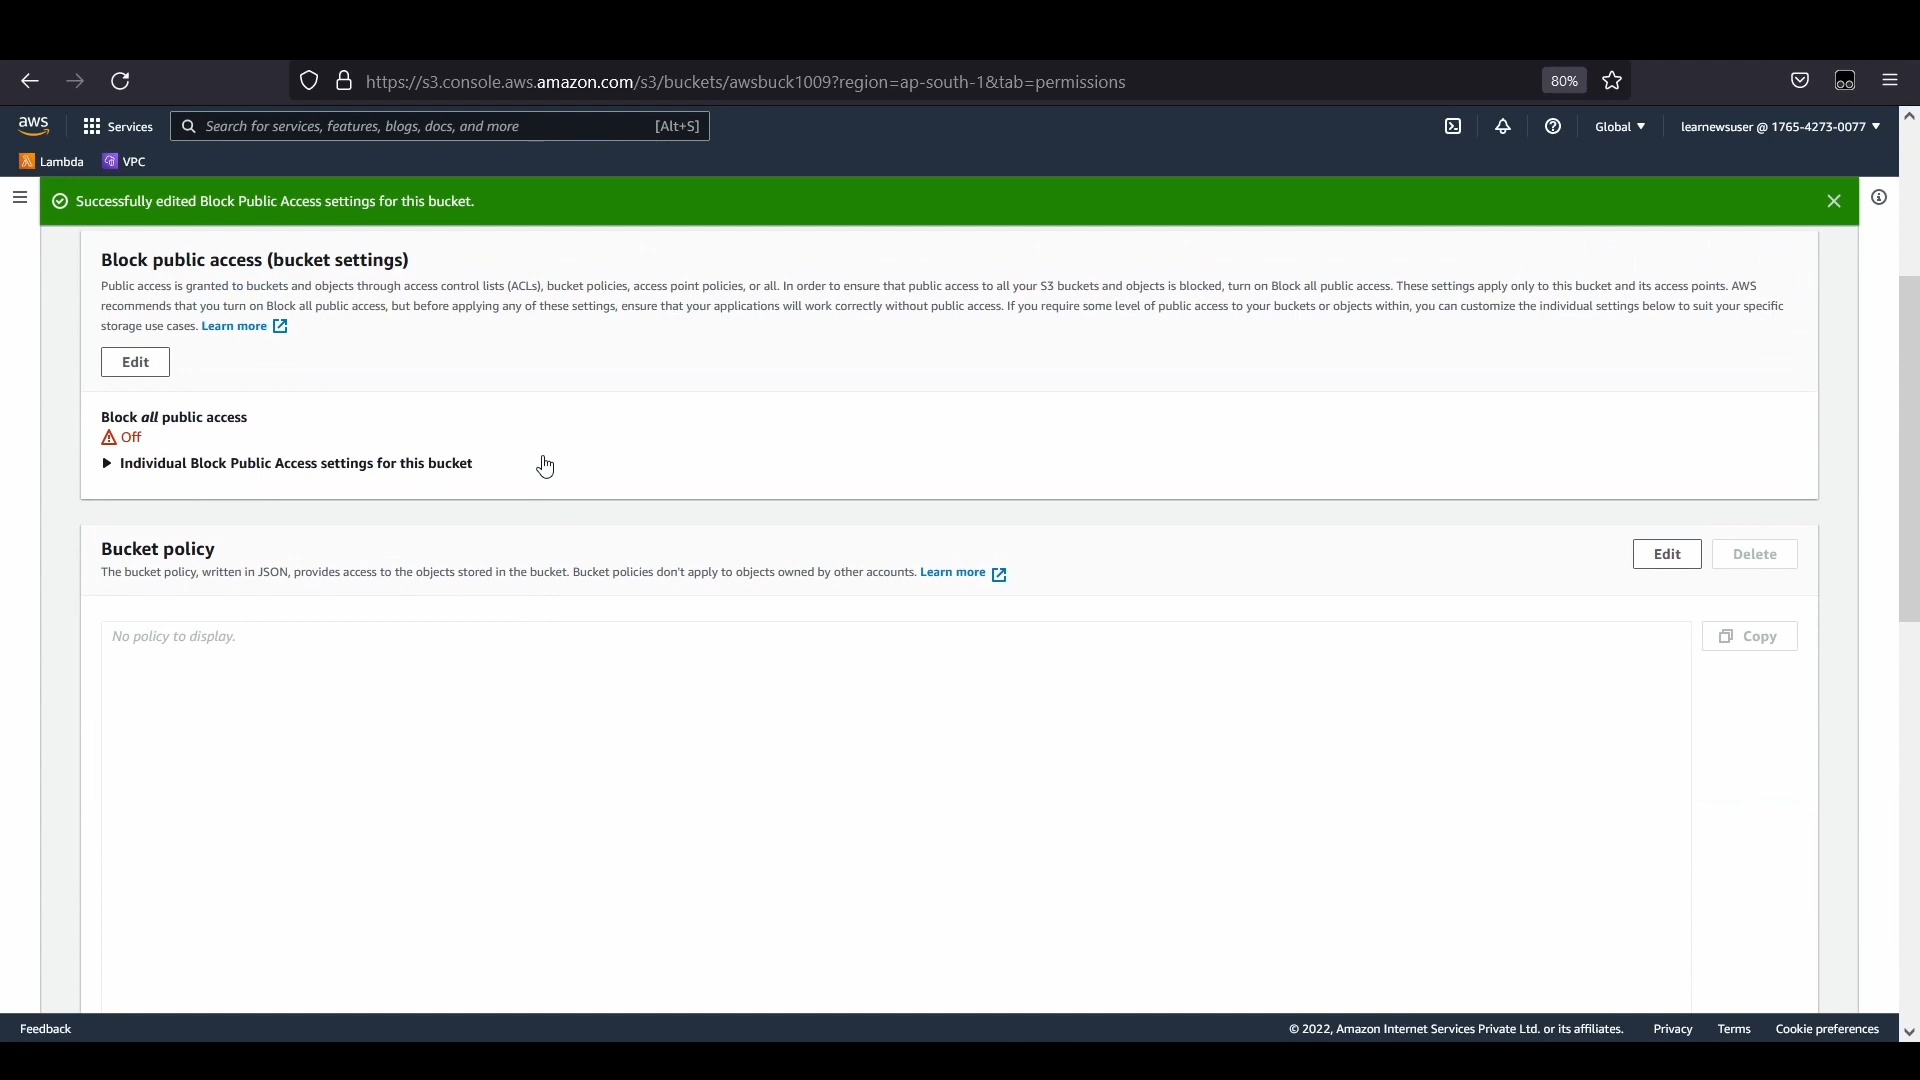 https://s3.console.aws.amazon.com/s3/buckets/awsbuck1009?region=ap-south-1&tab=permissions
80%
aws
Services
Search for services, features, blogs, docs, and more
[Alt+S]
Global
learnewsuser @ 1765-4273-0077
Lambda
VPC
Successfully edited Block Public Access settings for this bucket.
Block public access (bucket settings)
Public access is granted to buckets and objects through access control lists (ACLs), bucket policies, access point policies, or all. In order to ensure that public access to all your S3 buckets and objects is blocked, turn on Block all public access. These settings apply only to this bucket and its access points. AWS
recommends that you turn on Block all public access, but before applying any of these settings, ensure that your applications will work correctly without public access. If you require some level of public access to your buckets or objects within, you can customize the individual settings below to suit your specific
storage use cases. Learn more
Edit
Block all public access
Off
Individual Block Public Access settings for this bucket
Bucket policy
Edit
Delete
The bucket policy, written in JSON, provides access to the objects stored in the bucket. Bucket policies don't apply to objects owned by other accounts. Learn more
No policy to display.
Copy
Feedback
© 2022, Amazon Internet Services Private Ltd. or its affiliates.
Privacy
Terms
Cookie preferences